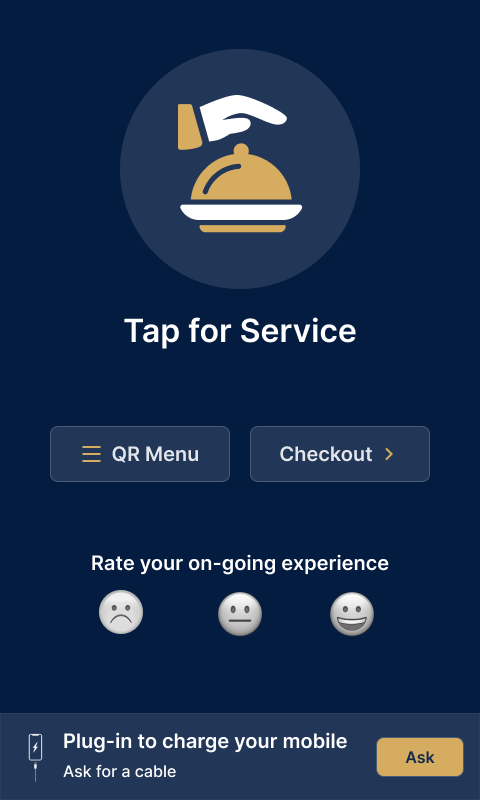 Tap for Service
QR Menu
Checkout
Rate your on-going experience
Plug-in to charge your mobile
Ask for a cable
Ask